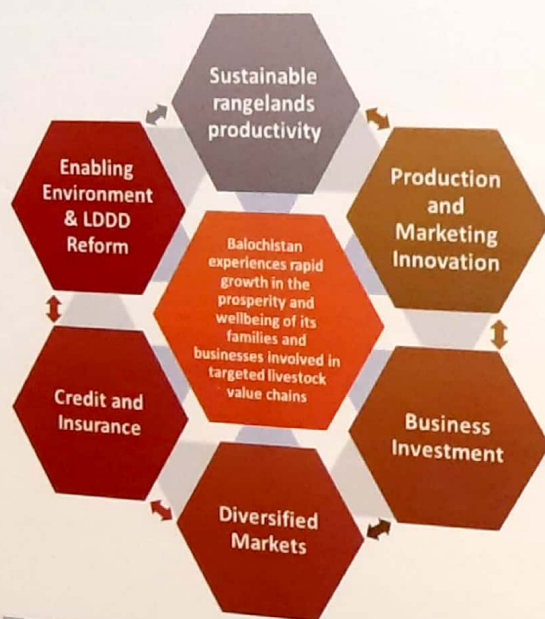 Sustainable
rangelands
productivity
Production
and
Marketing
Innovation
Business
Investment
Diversified
Markets
Credit and
Insurance
Enabling
Environment
& LDDD
Reform
Balochistan
experiences rapid
growth in the
prosperity and
wellbeing of its
families and
businesses involved in
targeted livestock
value chains